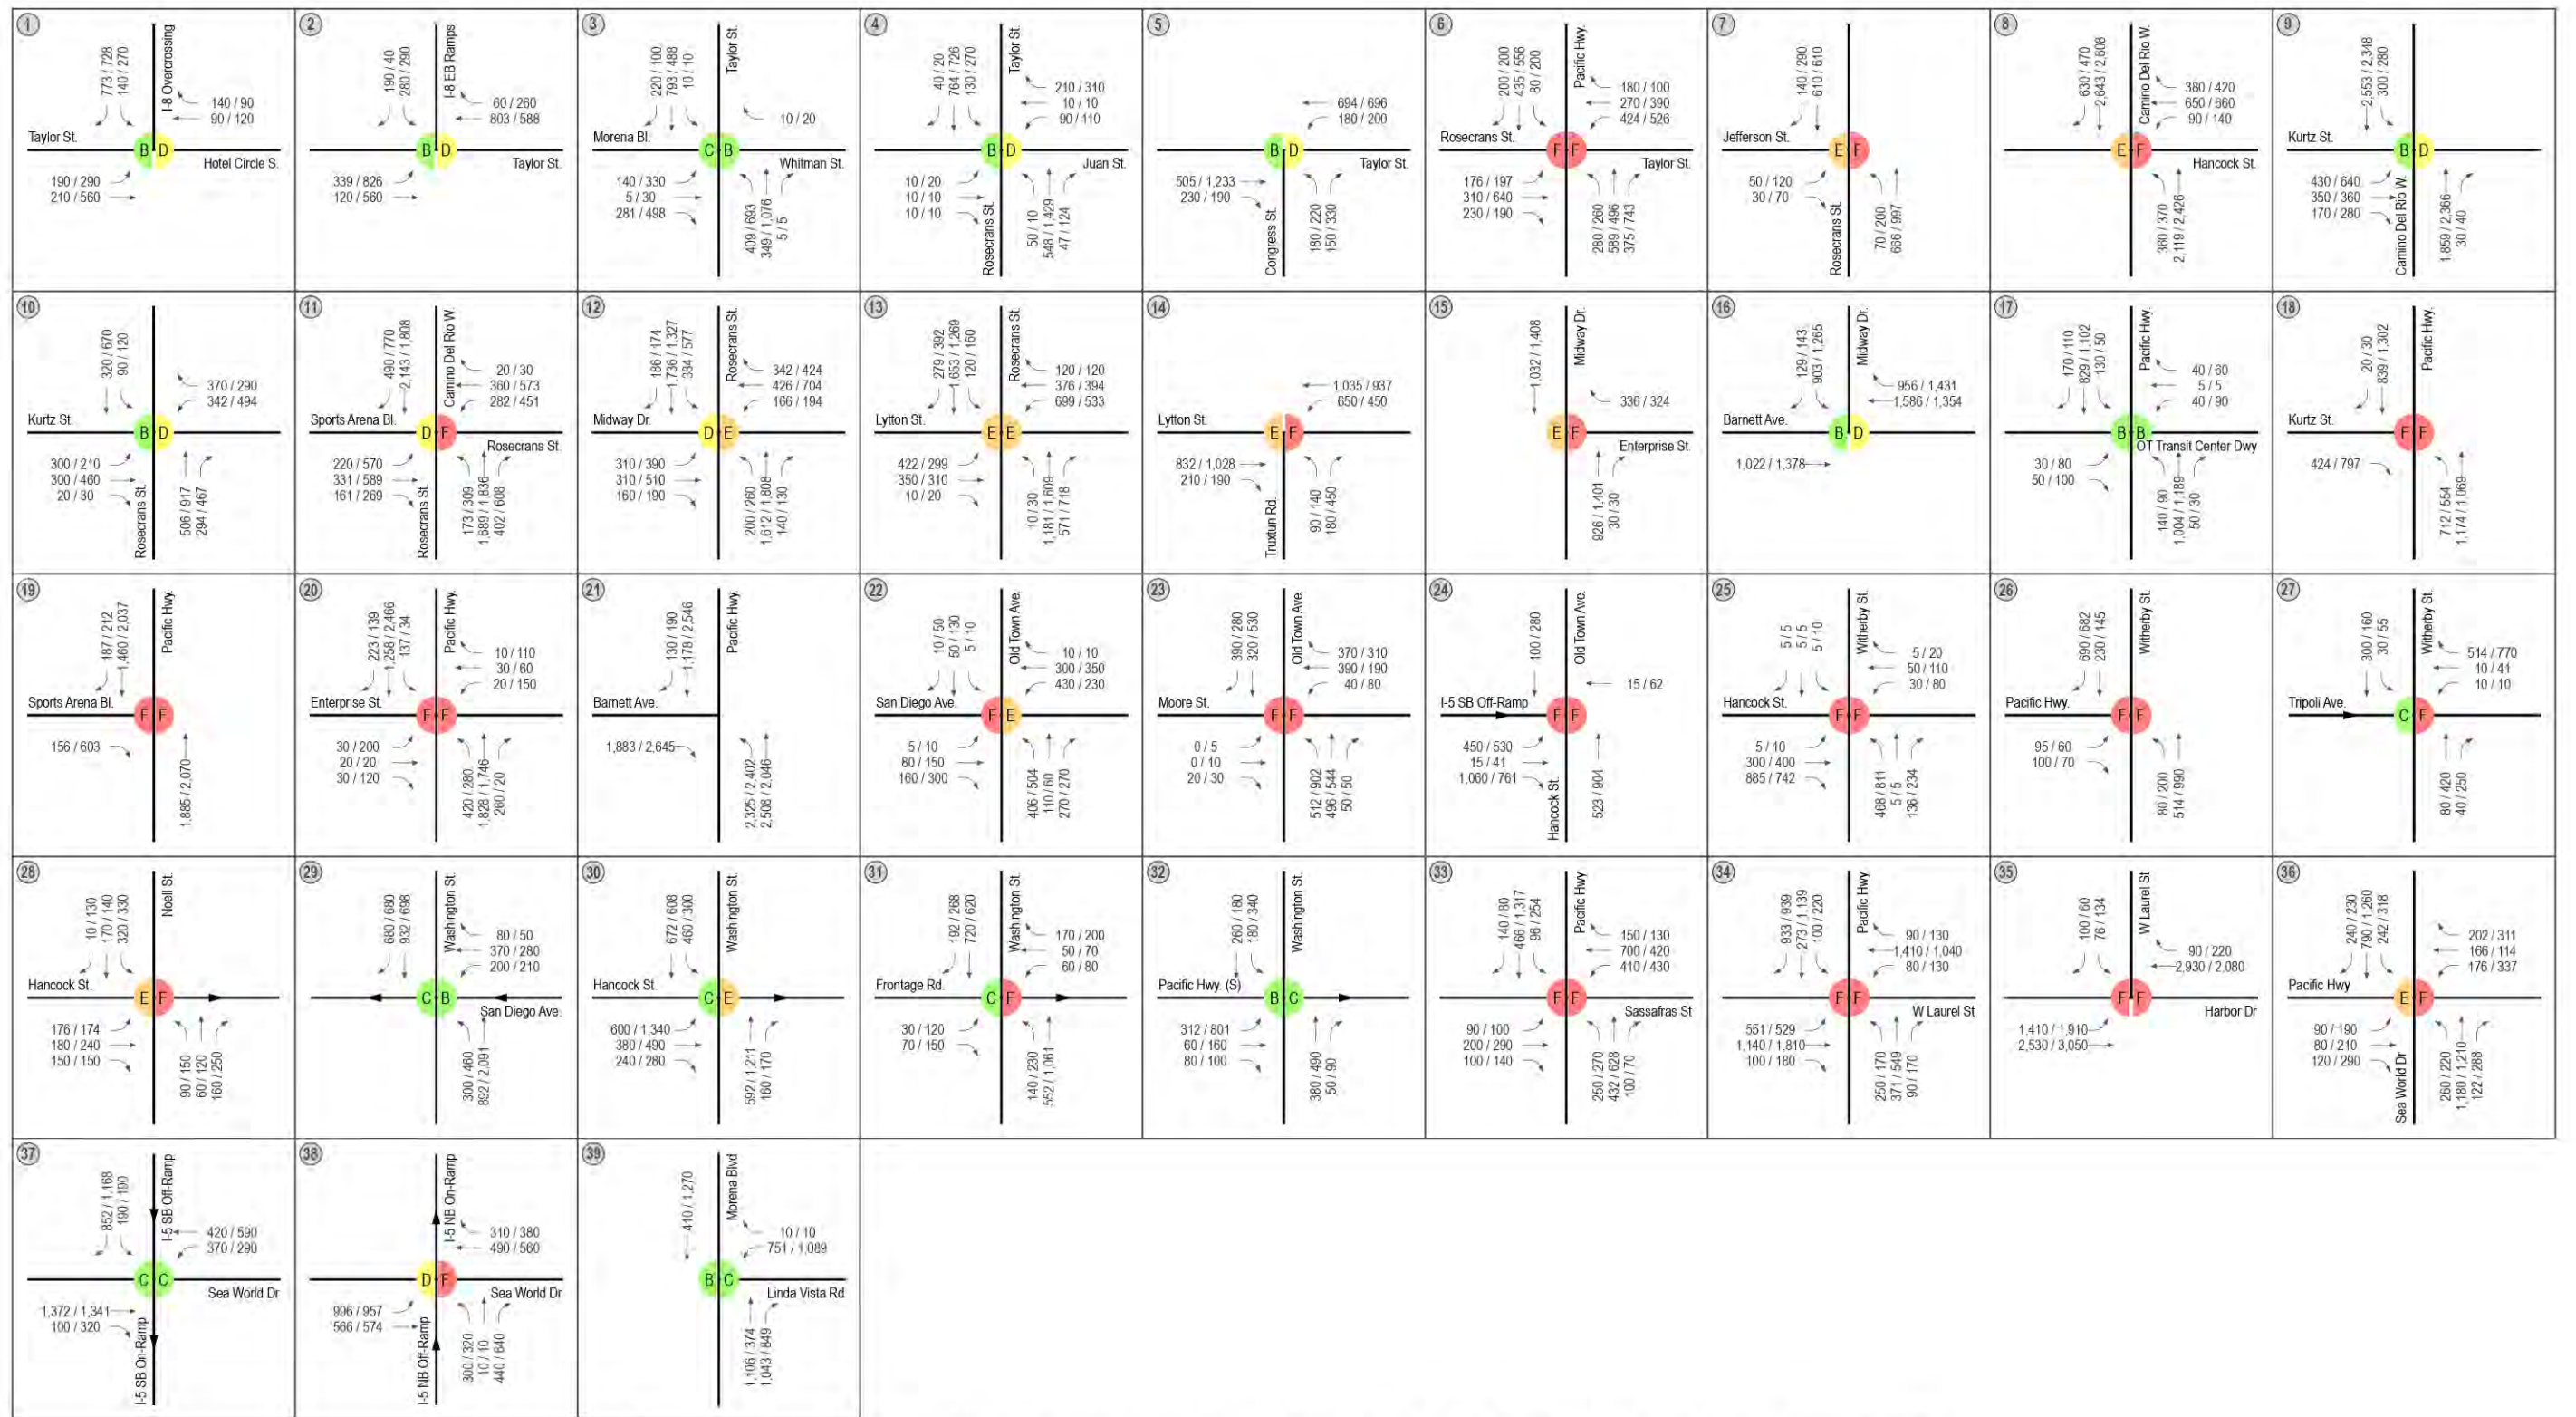 1
773 / 728
140 / 270
I-8 Overcrossing
140 / 90
90 / 120
Taylor St.
B D
Hotel Circle S.
190 / 290
210 / 560
2
190 / 40
280 / 290
I-8 EB Ramps
60 / 260
803 / 588
B D
Taylor St.
339 / 826
120 / 560
3
220 / 100
793 / 488
10 / 10
Taylor St.
10 / 20
Morena Bl.
C B
Whitman St.
140 / 330
5 / 30
281 / 498
409 / 693
349 / 1,076
5 / 5
4
40 / 20
764 / 726
130 / 270
Taylor St.
210 / 310
10 / 10
90 / 110
B D
Juan St.
10 / 20
10 / 10
10 / 10
Rosecrans St.
50 / 10
548 / 1,429
47 / 124
5
694 / 696
180 / 200
B D
Taylor St.
505 / 1,233
230 / 190
Congress St.
180 / 220
150 / 330
6
200 / 200
435 / 556
80 / 200
Pacific Hwy.
180 / 100
270 / 390
424 / 526
Rosecrans St.
F F
Taylor St.
176 / 197
310 / 640
230 / 190
280 / 260
589 / 496
375 / 743
7
140 / 290
610 / 610
Jefferson St.
E F
50 / 120
30 / 70
Rosecrans St.
70 / 200
666 / 997
8
630 / 470
2,643 / 2,608
Camino Del Rio W.
380 / 420
650 / 660
90 / 140
E F
Hancock St.
360 / 370
2,119 / 2,426
9
2,553 / 2,348
300 / 280
Kurtz St.
B D
430 / 640
350 / 360
170 / 280
Camino Del Rio W.
1,859 / 2,366
30 / 40
10
320 / 670
90 / 120
370 / 290
342 / 494
Kurtz St.
B D
300 / 210
300 / 460
20 / 30
Rosecrans St.
506 / 917
294 / 467
11
490 / 770
2,143 / 1,808
Camino Del Rio W.
20 / 30
360 / 573
282 / 451
Sports Arena Bl.
D F
Rosecrans St.
220 / 570
331 / 589
161 / 269
Rosecrans St.
173 / 309
1,689 / 1,836
402 / 608
12
186 / 174
1,736 / 1,327
384 / 577
Rosecrans St.
342 / 424
426 / 704
166 / 194
Midway Dr.
D E
310 / 390
310 / 510
160 / 190
200 / 260
1,612 / 1,808
140 / 130
13
279 / 392
1,653 / 1,269
120 / 160
Rosecrans St.
120 / 120
376 / 394
699 / 533
Lytton St.
E E
422 / 299
350 / 310
10 / 20
10 / 30
1,181 / 1,609
571 / 718
14
1,035 / 937
650 / 450
Lytton St.
E F
832 / 1,028
210 / 190
Truxtun Rd.
90 / 140
180 / 450
15
1,032 / 1,408
Midway Dr.
336 / 324
E F
Enterprise St.
926 / 1,401
30 / 30
16
129 / 143
903 / 1,265
Midway Dr.
956 / 1,431
1,586 / 1,354
Barnett Ave.
B D
1,022 / 1,378
17
170 / 110
829 / 1,102
130 / 50
Pacific Hwy.
40 / 60
5 / 5
40 / 90
B B
OT Transit Center Dwy
30 / 80
50 / 100
140 / 90
1,004 / 1,189
50 / 30
18
20 / 30
839 / 1,302
Pacific Hwy.
Kurtz St.
F F
424 / 797
712 / 554
1,174 / 1,069
19
187 / 212
1,460 / 2,037
Pacific Hwy.
Sports Arena Bl.
F F
156 / 603
1,885 / 2,070
20
223 / 139
1,258 / 2,466
137 / 34
Pacific Hwy.
10 / 110
30 / 60
20 / 150
Enterprise St.
F F
30 / 200
20 / 20
30 / 120
420 / 280
1,828 / 1,746
260 / 20
21
130 / 190
1,178 / 2,546
Pacific Hwy.
Barnett Ave.
1,883 / 2,645
2,325 / 2,402
2,508 / 2,046
22
10 / 50
50 / 130
5 / 10
Old Town Ave.
10 / 10
300 / 350
430 / 230
San Diego Ave.
F E
5 / 10
80 / 150
160 / 300
406 / 504
110 / 60
270 / 270
23
390 / 280
320 / 530
Old Town Ave.
370 / 310
390 / 190
40 / 80
Moore St.
F F
0 / 5
0 / 10
20 / 30
512 / 902
496 / 544
50 / 50
24
100 / 280
Old Town Ave.
15 / 62
I-5 SB Off-Ramp
F F
450 / 530
15 / 41
1,060 / 761
Hancock St.
523 / 904
25
5 / 5
5 / 5
5 / 10
Witherby St.
5 / 20
50 / 110
30 / 80
Hancock St.
F F
5 / 10
300 / 400
885 / 742
468 / 811
5 / 5
136 / 234
26
690 / 682
230 / 145
Witherby St.
Pacific Hwy.
F F
95 / 60
100 / 70
80 / 200
514 / 990
27
300 / 160
30 / 55
Witherby St.
514 / 770
10 / 41
10 / 10
Tripoli Ave.
C F
80 / 420
40 / 250
28
10 / 130
170 / 140
320 / 330
Noell St.
Hancock St.
E F
176 / 174
180 / 240
150 / 150
90 / 150
60 / 120
160 / 250
29
680 / 680
932 / 698
Washington St.
80 / 50
370 / 280
200 / 210
C B
San Diego Ave.
300 / 460
892 / 2,091
30
672 / 608
460 / 300
Washington St.
Hancock St.
C E
600 / 1,340
380 / 490
240 / 280
592 / 1,211
160 / 170
31
192 / 268
720 / 620
Washington St.
170 / 200
50 / 70
60 / 80
Frontage Rd.
C F
30 / 120
70 / 150
140 / 230
552 / 1,061
32
260 / 180
180 / 340
Washington St.
Pacific Hwy. (S)
B C
312 / 801
60 / 160
80 / 100
380 / 490
50 / 90
33
140 / 80
466 / 1,317
96 / 254
Pacific Hwy
150 / 130
700 / 420
410 / 430
F F
Sassafras St
90 / 100
200 / 290
100 / 140
250 / 270
432 / 628
100 / 70
34
933 / 939
273 / 1,139
100 / 220
Pacific Hwy
90 / 130
1,410 / 1,040
80 / 130
F F
W Laurel St
551 / 529
1,140 / 1,810
100 / 180
250 / 170
371 / 549
90 / 170
35
100 / 60
76 / 134
W Laurel St
90 / 220
2,930 / 2,080
F F
Harbor Dr
1,410 / 1,910
2,530 / 3,050
36
240 / 230
790 / 1,260
242 / 318
202 / 311
166 / 114
176 / 337
Pacific Hwy
E F
90 / 190
80 / 210
120 / 290
Sea World Dr
260 / 220
1,180 / 1,210
122 / 288
37
852 / 1,168
190 / 190
I-5 SB Off-Ramp
420 / 590
370 / 290
C C
Sea World Dr
1,372 / 1,341
100 / 320
I-5 SB On-Ramp
38
I-5 NB On-Ramp
310 / 380
490 / 560
D F
Sea World Dr
996 / 957
566 / 574
I-5 NB Off-Ramp
300 / 320
10 / 10
440 / 640
39
410 / 1,270
Morena Blvd
10 / 10
751 / 1,089
B C
Linda Vista Rd
1,106 / 374
1,043 / 849